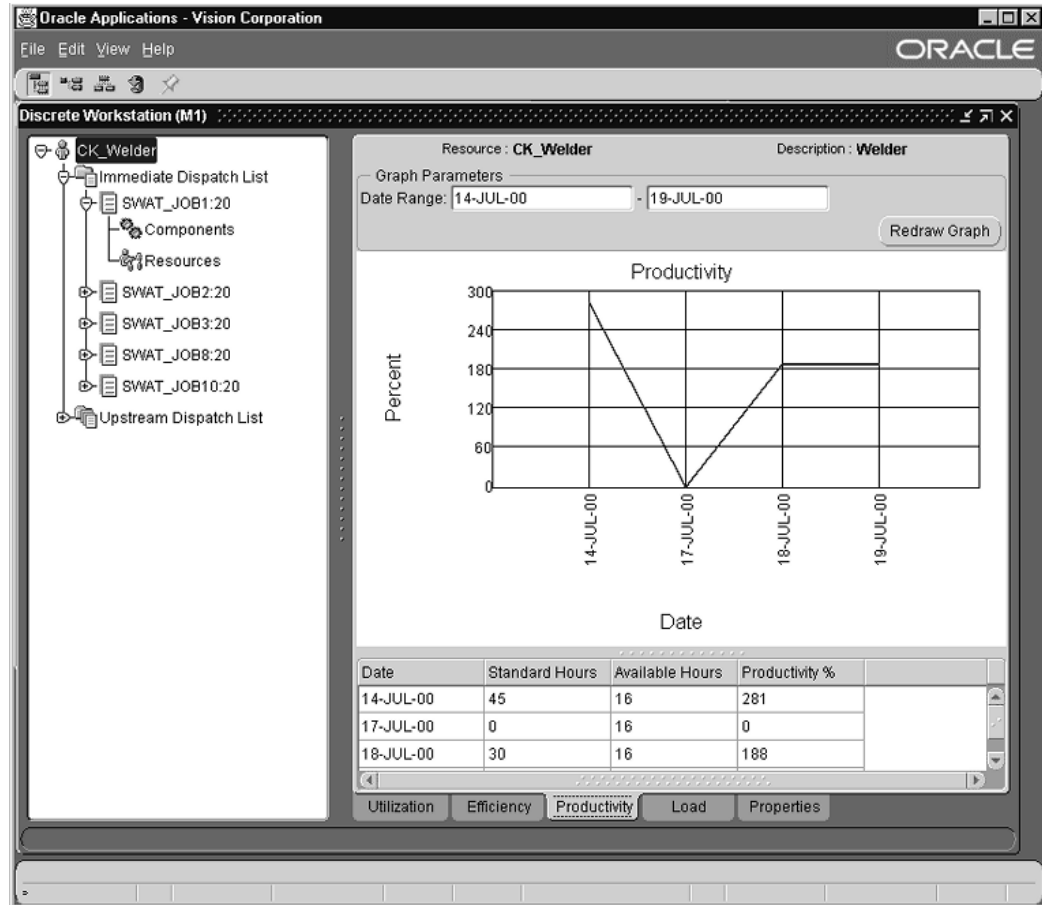 Oracle Applications - Vision Corporation
File Edit View Help
ORACLE
Discrete Workstation (M1)
CK_Welder
Immediate Dispatch List
SWAT_JOB1:20
Components
Resources
SWAT_JOB2:20
SWAT_JOB3:20
SWAT_JOB8:20
SWAT_JOB10:20
Upstream Dispatch List
Resource : CK_Welder Description : Welder
Graph Parameters
Date Range: 14-JUL-00 - 19-JUL-00
Redraw Graph
Productivity
300
240
180
120
60
0
Percent
14-JUL-00 17-JUL-00 18-JUL-00 19-JUL-00
Date
Date Standard Hours Available Hours Productivity %
14-JUL-00 45 16 281
17-JUL-00 0 16 0
18-JUL-00 30 16 188
Utilization Efficiency Productivity Load Properties